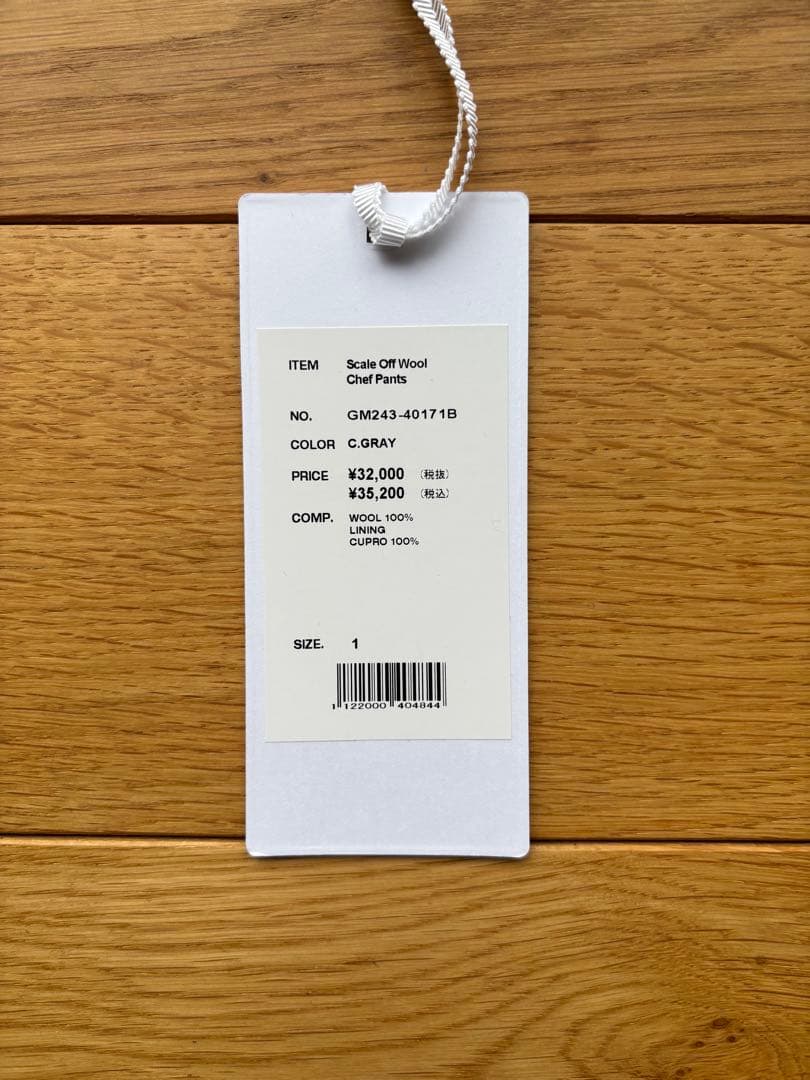 ITEM Scale Off Wool
Chef Pants
NO. GM243-40171B
COLOR C.GRAY
PRICE ¥32,000 (税抜)
¥35,200 (税込)
COMP. WOOL 100%
LINING
CUPRO 100%
SIZE. 1
1 122000 404844